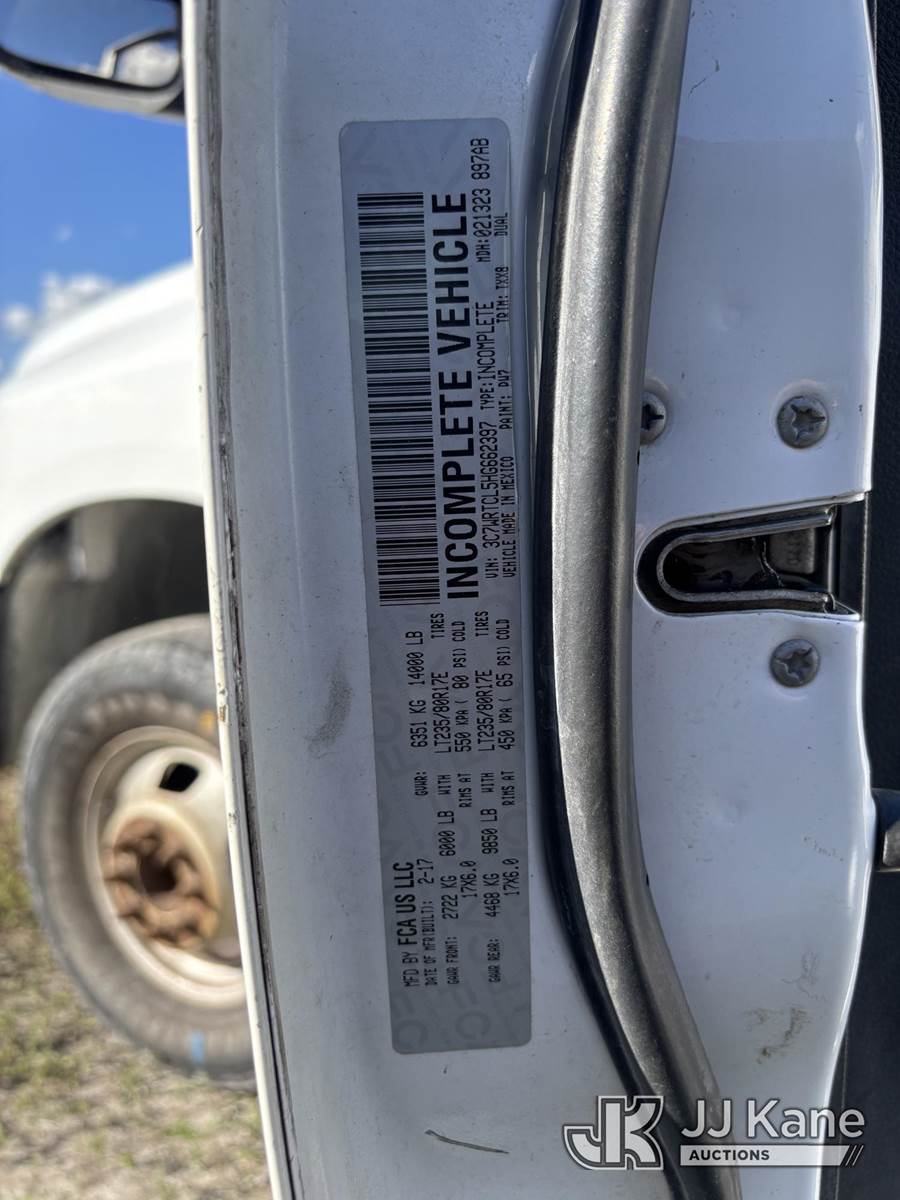 MFD BY FCA US LLC
DATE OF MFR(BUILT): 2-17 GVWR: 6351 KG 14000 LB
GAWR FRONT: 2722 KG 6000 LB WITH LT235/80R17E TIRES
17X6.0 RIMS AT 550 KPA ( 80 PSI) COLD
GAWR REAR: 4468 KG 9850 LB WITH LT235/80R17E TIRES
17X6.0 RIMS AT 450 KPA ( 65 PSI) COLD
INCOMPLETE VEHICLE
VIN: 3C7WRTCL5HG662397 TYPE:INCOMPLETE MDH:021323 897AB
VEHICLE MADE IN MEXICO PAINT: PW7 TRIM: TXX8 DUAL
JK JJ Kane
AUCTIONS